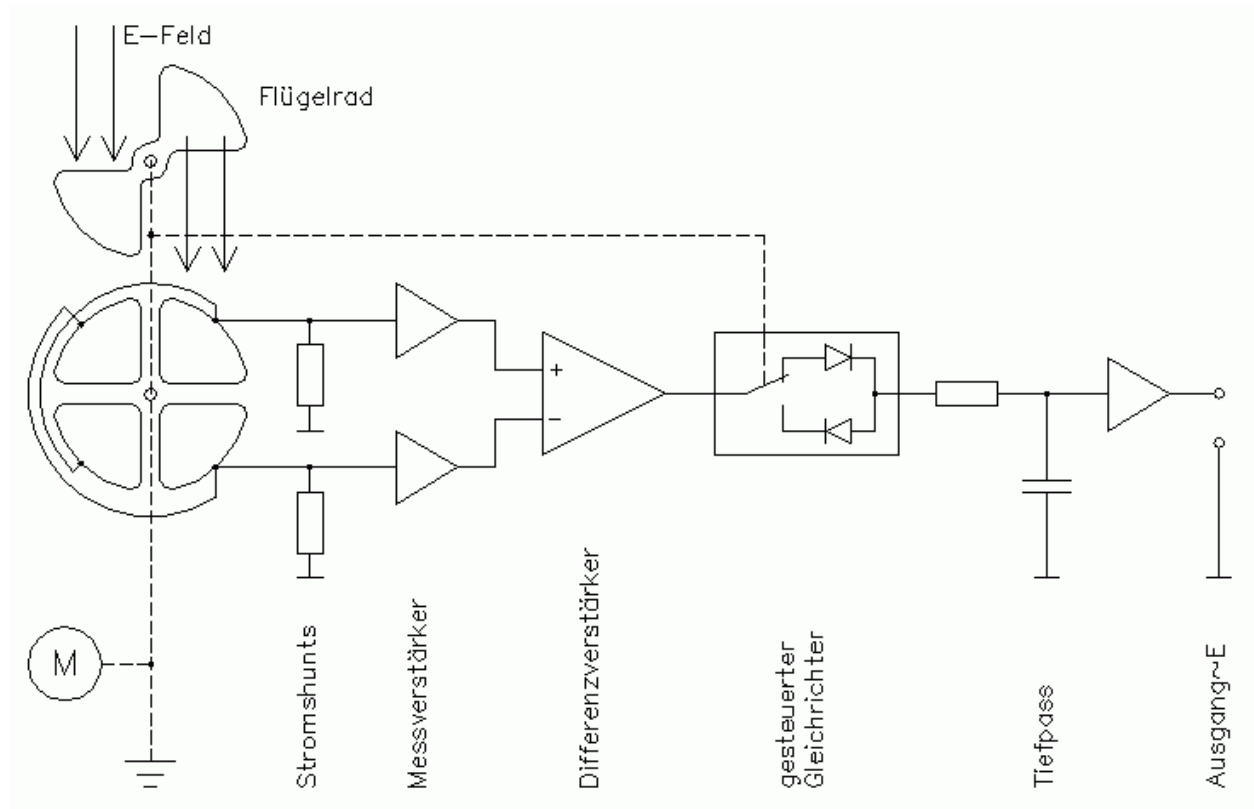 E-Feld
Flügelrad
+
−
M
Stromshunts
Messverstärker
Differenzverstärker
gesteuerter
Gleichrichter
Tiefpass
Ausgang~E